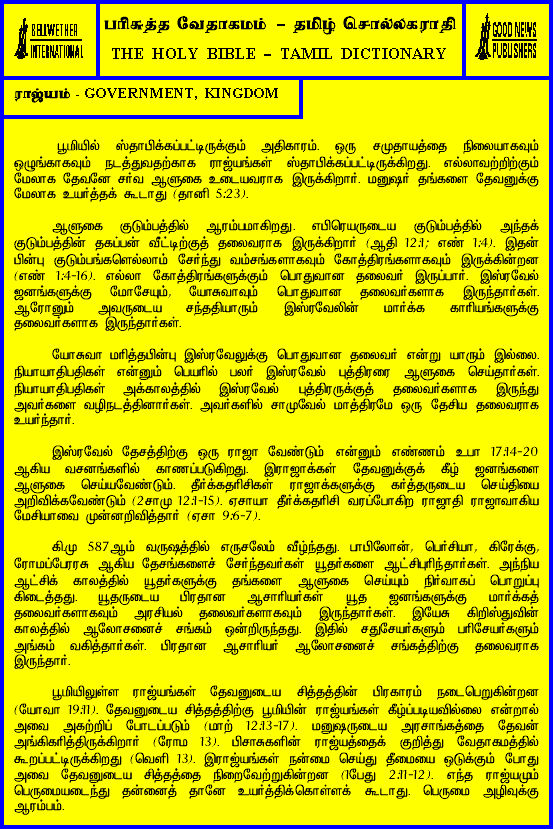 BELLWETHER
INTERNATIONAL
பரிசுத்த வேதாகமம் – தமிழ் சொல்லகராதி
THE HOLY BIBLE – TAMIL DICTIONARY
GOOD NEWS
PUBLISHERS
ராஜ்யம் - GOVERNMENT, KINGDOM
பூமியில் ஸ்தாபிக்கப்பட்டிருக்கும் அதிகாரம். ஒரு சமுதாயத்தை நிலையாகவும்
ஒழுங்காகவும் நடத்துவதற்காக ராஜ்யங்கள் ஸ்தாபிக்கப்பட்டிருக்கிறது. எல்லாவற்றிற்கும்
மேலாக தேவனே சர்வ ஆளுகை உடையவராக இருக்கிறார். மனுஷர் தங்களை தேவனுக்கு
மேலாக உயர்த்தக் கூடாது (தானி 5:23).
ஆளுகை குடும்பத்தில் ஆரம்பமாகிறது. எபிரெயருடைய குடும்பத்தில் அந்தக்
குடும்பத்தின் தகப்பன் வீட்டிற்குத் தலைவராக இருக்கிறார் (ஆதி 12:1; எண் 1:4). இதன்
பின்பு குடும்பங்களெல்லாம் சேர்ந்து வம்சங்களாகவும் கோத்திரங்களாகவும் இருக்கின்றன
(எண் 1:4-16). எல்லா கோத்திரங்களுக்கும் பொதுவான தலைவர் இருப்பார். இஸ்ரவேல்
ஜனங்களுக்கு மோசேயும், யோசுவாவும் பொதுவான தலைவர்களாக இருந்தார்கள்.
ஆரோனும் அவருடைய சந்ததியாரும் இஸ்ரவேலின் மார்க்க காரியங்களுக்கு
தலைவர்களாக இருந்தார்கள்.
யோசுவா மரித்தபின்பு இஸ்ரவேலுக்கு பொதுவான தலைவர் என்று யாரும் இல்லை.
நியாயாதிபதிகள் என்னும் பெயரில் பலர் இஸ்ரவேல் புத்திரரை ஆளுகை செய்தார்கள்.
நியாயாதிபதிகள் அக்காலத்தில் இஸ்ரவேல் புத்திரருக்குத் தலைவர்களாக இருந்து
அவர்களை வழிநடத்தினார்கள். அவர்களில் சாமுவேல் மாத்திரமே ஒரு தேசிய தலைவராக
உயர்ந்தார்.
இஸ்ரவேல் தேசத்திற்கு ஒரு ராஜா வேண்டும் என்னும் எண்ணம் உபா 17:14-20
ஆகிய வசனங்களில் காணப்படுகிறது. இராஜாக்கள் தேவனுக்குக் கீழ் ஜனங்களை
ஆளுகை செய்யவேண்டும். தீர்க்கதரிசிகள் ராஜாக்களுக்கு கர்த்தருடைய செய்தியை
அறிவிக்கவேண்டும் (2சாமு 12:1-15). ஏசாயா தீர்க்கதரிசி வரப்போகிற ராஜாதி ராஜாவாகிய
மேசியாவை முன்னறிவித்தார் (ஏசா 9:6-7).
கி.மு 587ஆம் வருஷத்தில் எருசலேம் வீழ்ந்தது. பாபிலோன், பெர்சியா, கிரேக்கு,
ரோமப்பேரரசு ஆகிய தேசங்களைச் சேர்ந்தவர்கள் யூதர்களை ஆட்சிபுரிந்தார்கள். அந்நிய
ஆட்சிக் காலத்தில் யூதர்களுக்கு தங்களை ஆளுகை செய்யும் நிர்வாகப் பொறுப்பு
கிடைத்தது. யூதருடைய பிரதான ஆசாரியர்கள் யூத ஜனங்களுக்கு மார்க்கத்
தலைவர்களாகவும் அரசியல் தலைவர்களாகவும் இருந்தார்கள். இயேசு கிறிஸ்துவின்
காலத்தில் ஆலோசனைச் சங்கம் ஒன்றிருந்தது. இதில் சதுசேயர்களும் பரிசேயர்களும்
அங்கம் வகித்தார்கள். பிரதான ஆசாரியர் ஆலோசனைச் சங்கத்திற்கு தலைவராக
இருந்தார்.
பூமியிலுள்ள ராஜ்யங்கள் தேவனுடைய சித்தத்தின் பிரகாரம் நடைபெறுகின்றன
(யோவா 19:11). தேவனுடைய சித்தத்திற்கு பூமியின் ராஜ்யங்கள் கீழ்ப்படியவில்லை என்றால்
அவை அகற்றிப் போடப்படும் (மாற் 12:13-17). மனுஷருடைய அரசாங்கத்தை தேவன்
அங்கிகரித்திருக்கிறார் (ரோம 13). பிசாசுகளின் ராஜ்யத்தைக் குறித்து வேதாகமத்தில்
கூறப்பட்டிருக்கிறது (வெளி 13). இராஜ்யங்கள் நன்மை செய்து தீமையை ஒடுக்கும் போது
அவை தேவனுடைய சித்தத்தை நிறைவேற்றுகின்றன (1பேது 2:11-12). எந்த ராஜ்யமும்
பெருமையடைந்து தன்னைத் தானே உயர்த்திக்கொள்ளக் கூடாது. பெருமை அழிவுக்கு
ஆரம்பம்.